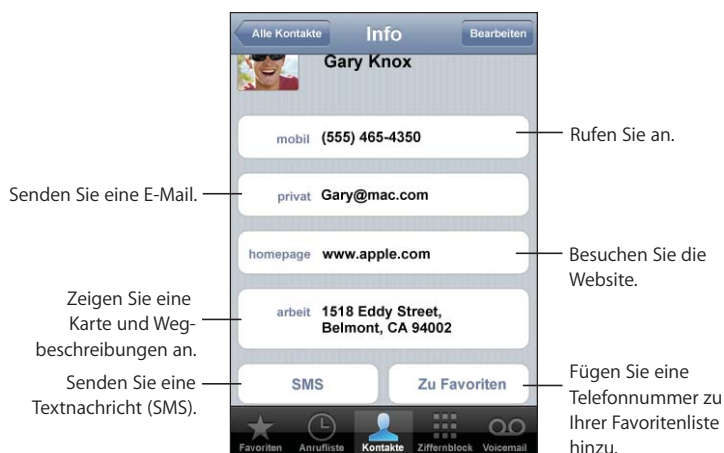 Alle Kontakte
Info
Bearbeiten
Gary Knox
mobil (555) 465-4350
Rufen Sie an.
Senden Sie eine E-Mail.
privat Gary@mac.com
homepage www.apple.com
Besuchen Sie die
Website.
Zeigen Sie eine
Karte und Weg-
beschreibungen an.
arbeit 1518 Eddy Street,
Belmont, CA 94002
Senden Sie eine
Textnachricht (SMS).
SMS
Zu Favoriten
Fügen Sie eine
Telefonnummer zu
Ihrer Favoritenliste
hinzu.
Favoriten
Anrufliste
Kontakte
Ziffernblock
Voicemail